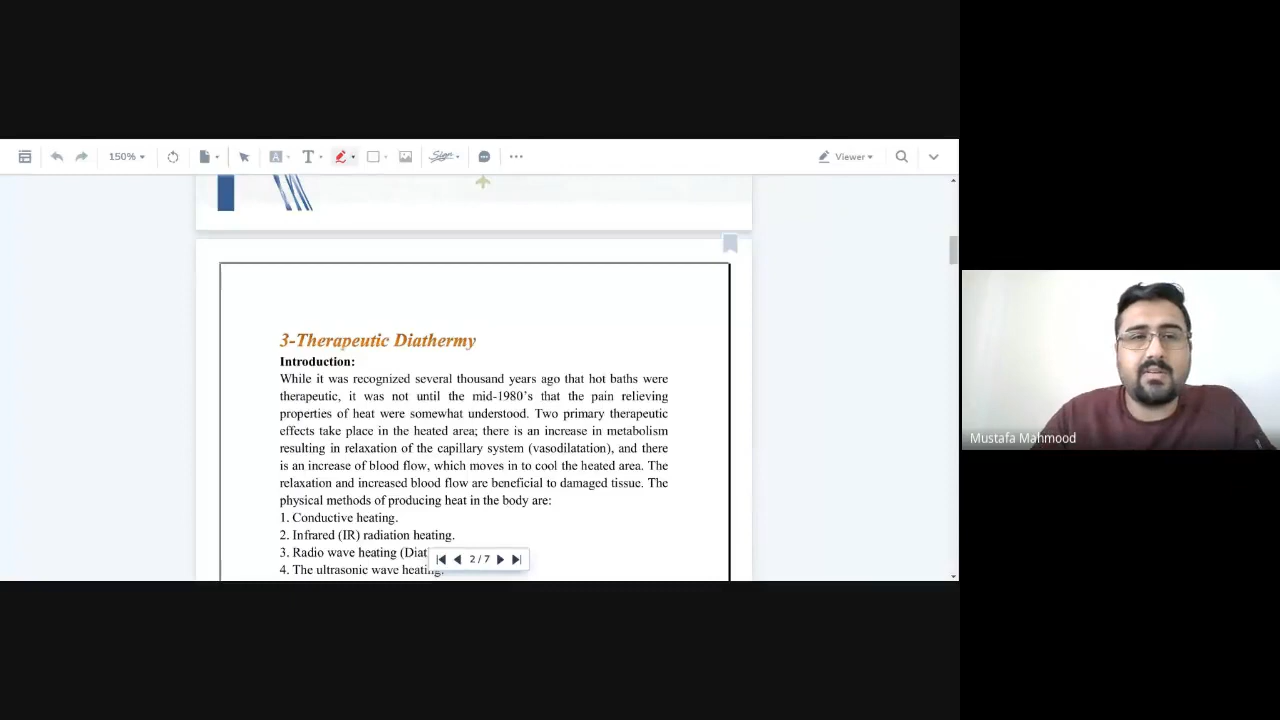 150%
T
Sign
Viewer
3-Therapeutic Diathermy
Introduction:
While it was recognized several thousand years ago that hot baths were
therapeutic, it was not until the mid-1980's that the pain relieving
properties of heat were somewhat understood. Two primary therapeutic
effects take place in the heated area; there is an increase in metabolism
resulting in relaxation of the capillary system (vasodilatation), and there
is an increase of blood flow, which moves in to cool the heated area. The
relaxation and increased blood flow are beneficial to damaged tissue. The
physical methods of producing heat in the body are:
1. Conductive heating.
2. Infrared (IR) radiation heating.
3. Radio wave heating (Diat
4. The ultrasonic wave heating.
2 / 7
Mustafa Mahmood